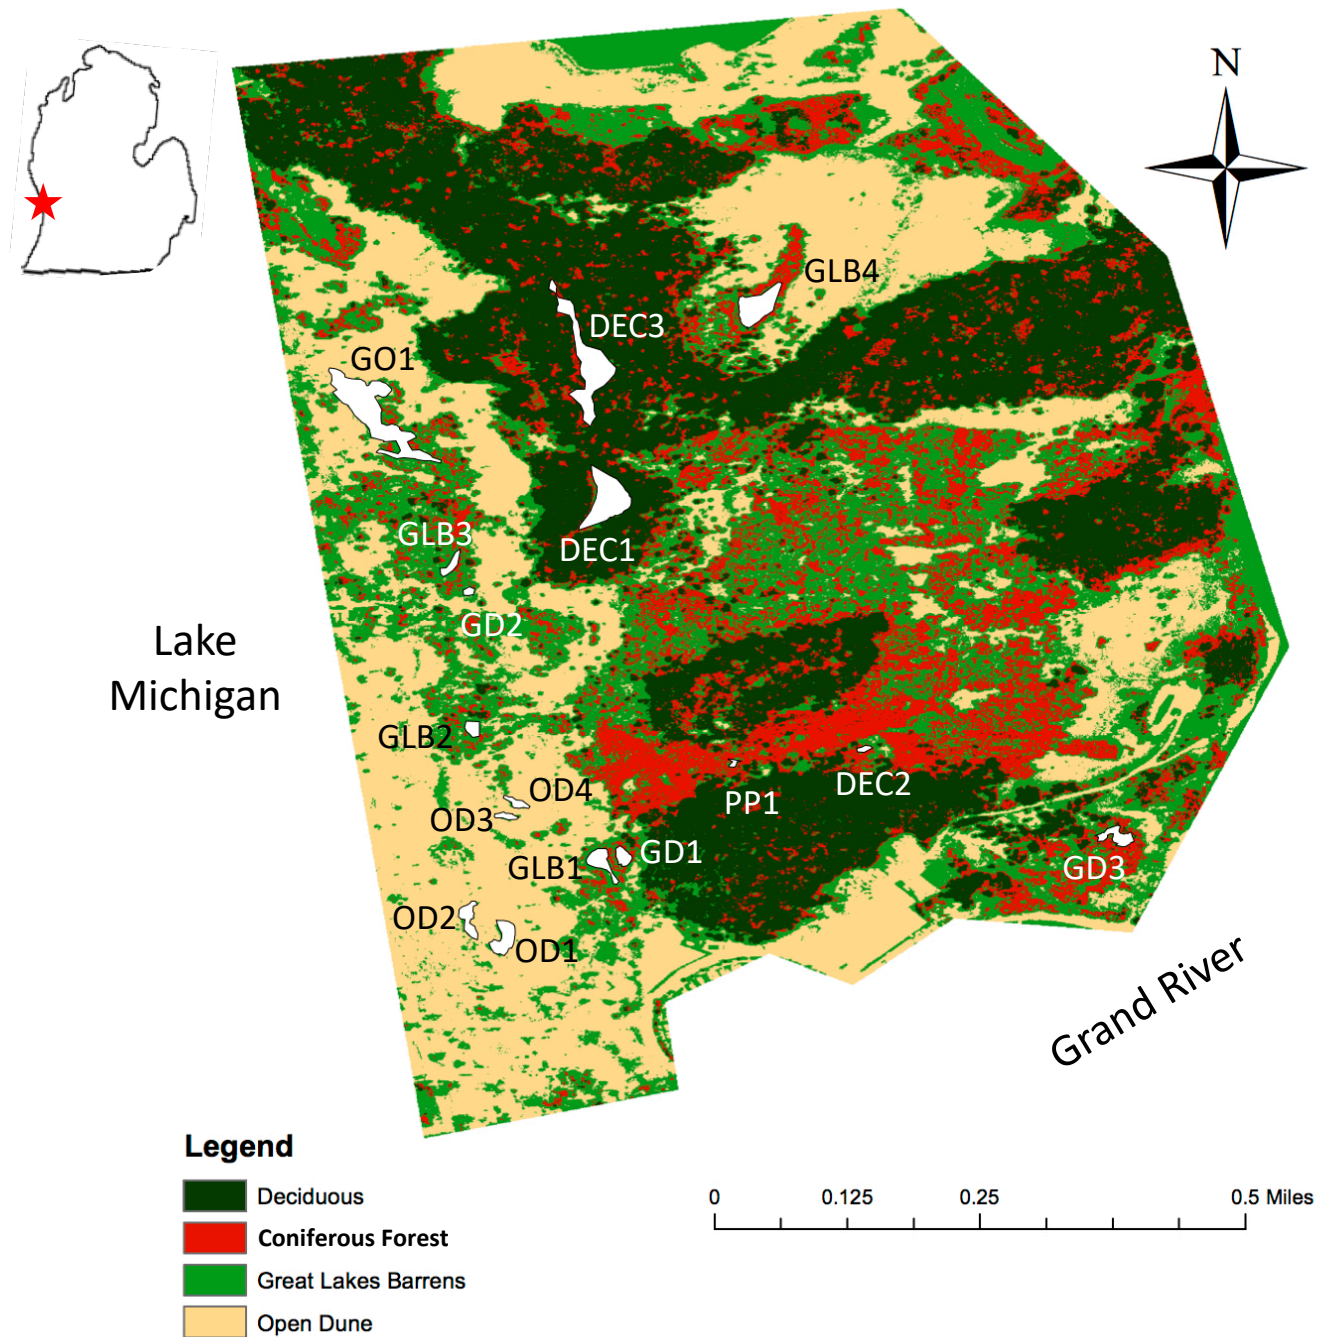 N
GLB4
DEC3
GO1
GLB3
DEC1
GD2
Lake
Michigan
GLB2
OD4
DEC2
PP1
OD3
GD1
GLB1
GD3
OD2
OD1
Grand River
Legend
Deciduous
Coniferous Forest
Great Lakes Barrens
Open Dune
0 0.125 0.25 0.5 Miles